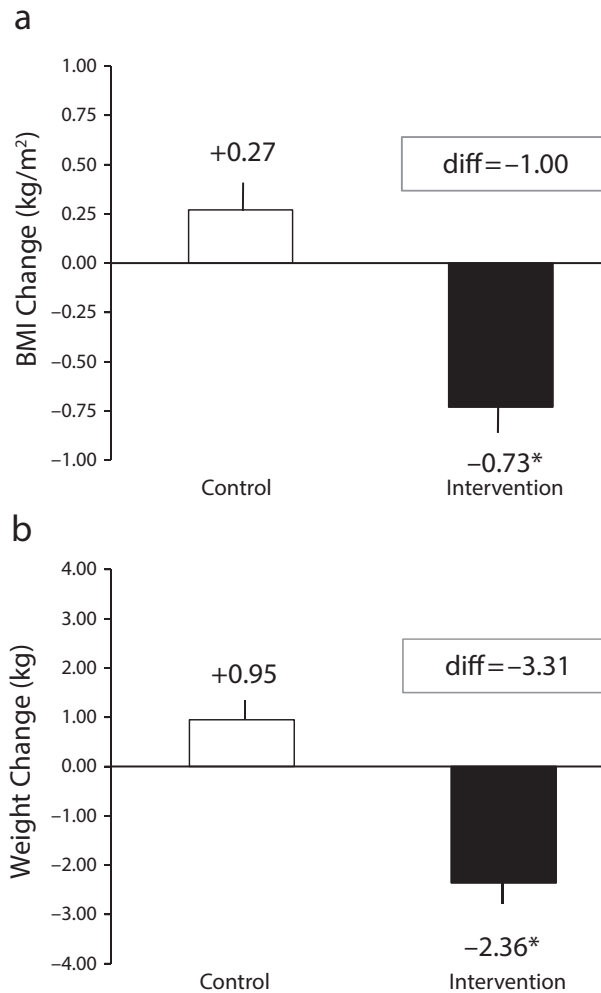 a
BMI Change (kg/m²)
1.00
0.75
0.50
0.25
0.00
–0.25
–0.50
–0.75
–1.00
+0.27
diff=–1.00
–0.73*
Control
Intervention
b
Weight Change (kg)
4.00
3.00
2.00
1.00
0.00
–1.00
–2.00
–3.00
–4.00
+0.95
diff=–3.31
–2.36*
Control
Intervention